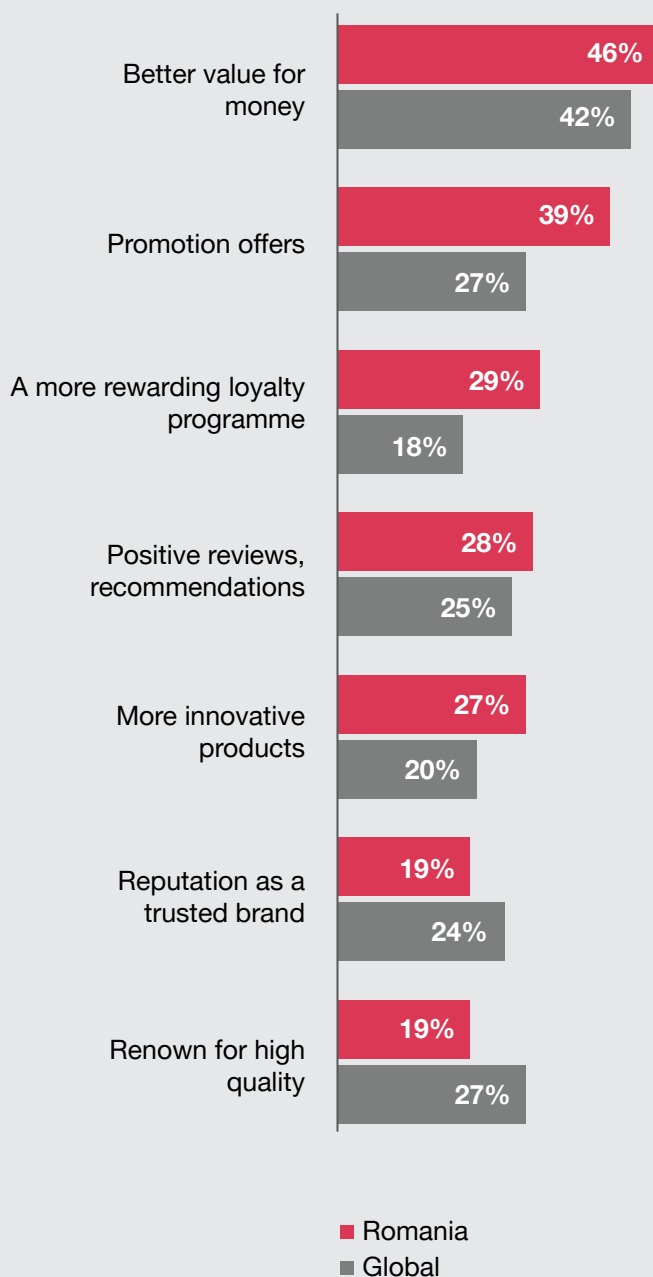 Better value for
money
46%
42%
Promotion offers
39%
27%
A more rewarding loyalty
programme
29%
18%
Positive reviews,
recommendations
28%
25%
More innovative
products
27%
20%
Reputation as a
trusted brand
19%
24%
Renown for high
quality
19%
27%
Romania
Global